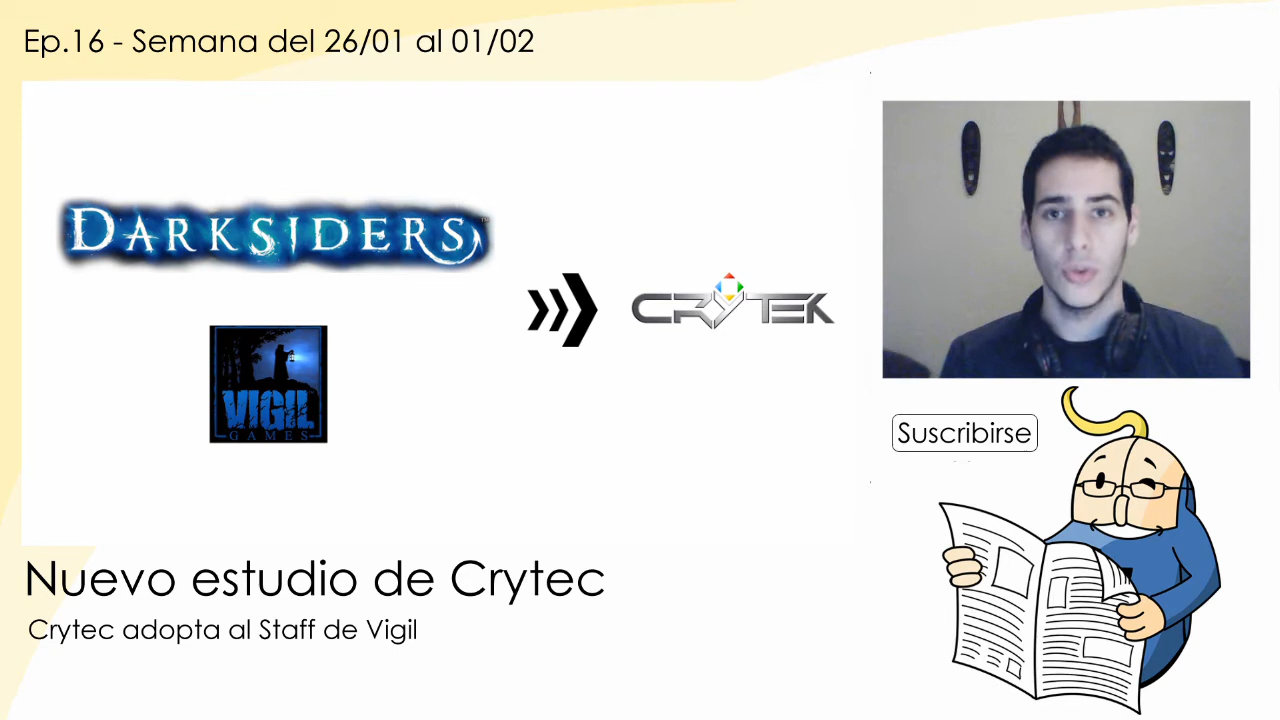 Ep.16 - Semana del 26/01 al 01/02
DARKSIDERS
VIGIL
GAMES
CRYTEK
Suscribirse
Nuevo estudio de Crytec
Crytec adopta al Staff de Vigil